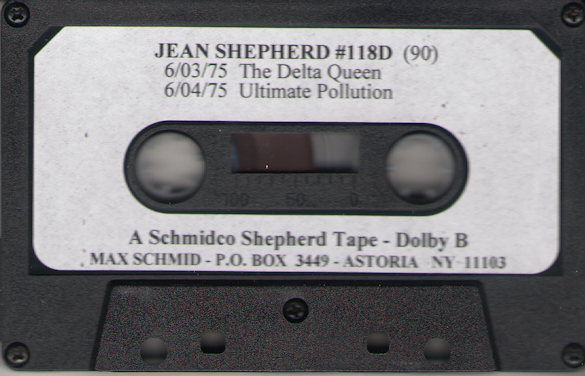 JEAN SHEPHERD #118D (90)
6/03/75 The Delta Queen
6/04/75 Ultimate Pollution
100 50 0
A Schmidco Shepherd Tape - Dolby B
MAX SCHMID - P.O. BOX 3449 - ASTORIA NY 11103